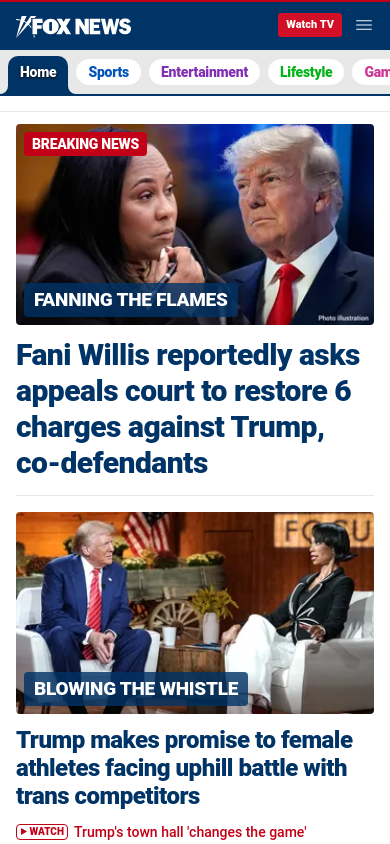 FOX NEWS
Watch TV
Home Sports Entertainment Lifestyle Gam
BREAKING NEWS
FANNING THE FLAMES
Photo illustration
Fani Willis reportedly asks
appeals court to restore 6
charges against Trump,
co-defendants
FOCU
BLOWING THE WHISTLE
Trump makes promise to female
athletes facing uphill battle with
trans competitors
WATCH Trump's town hall 'changes the game'